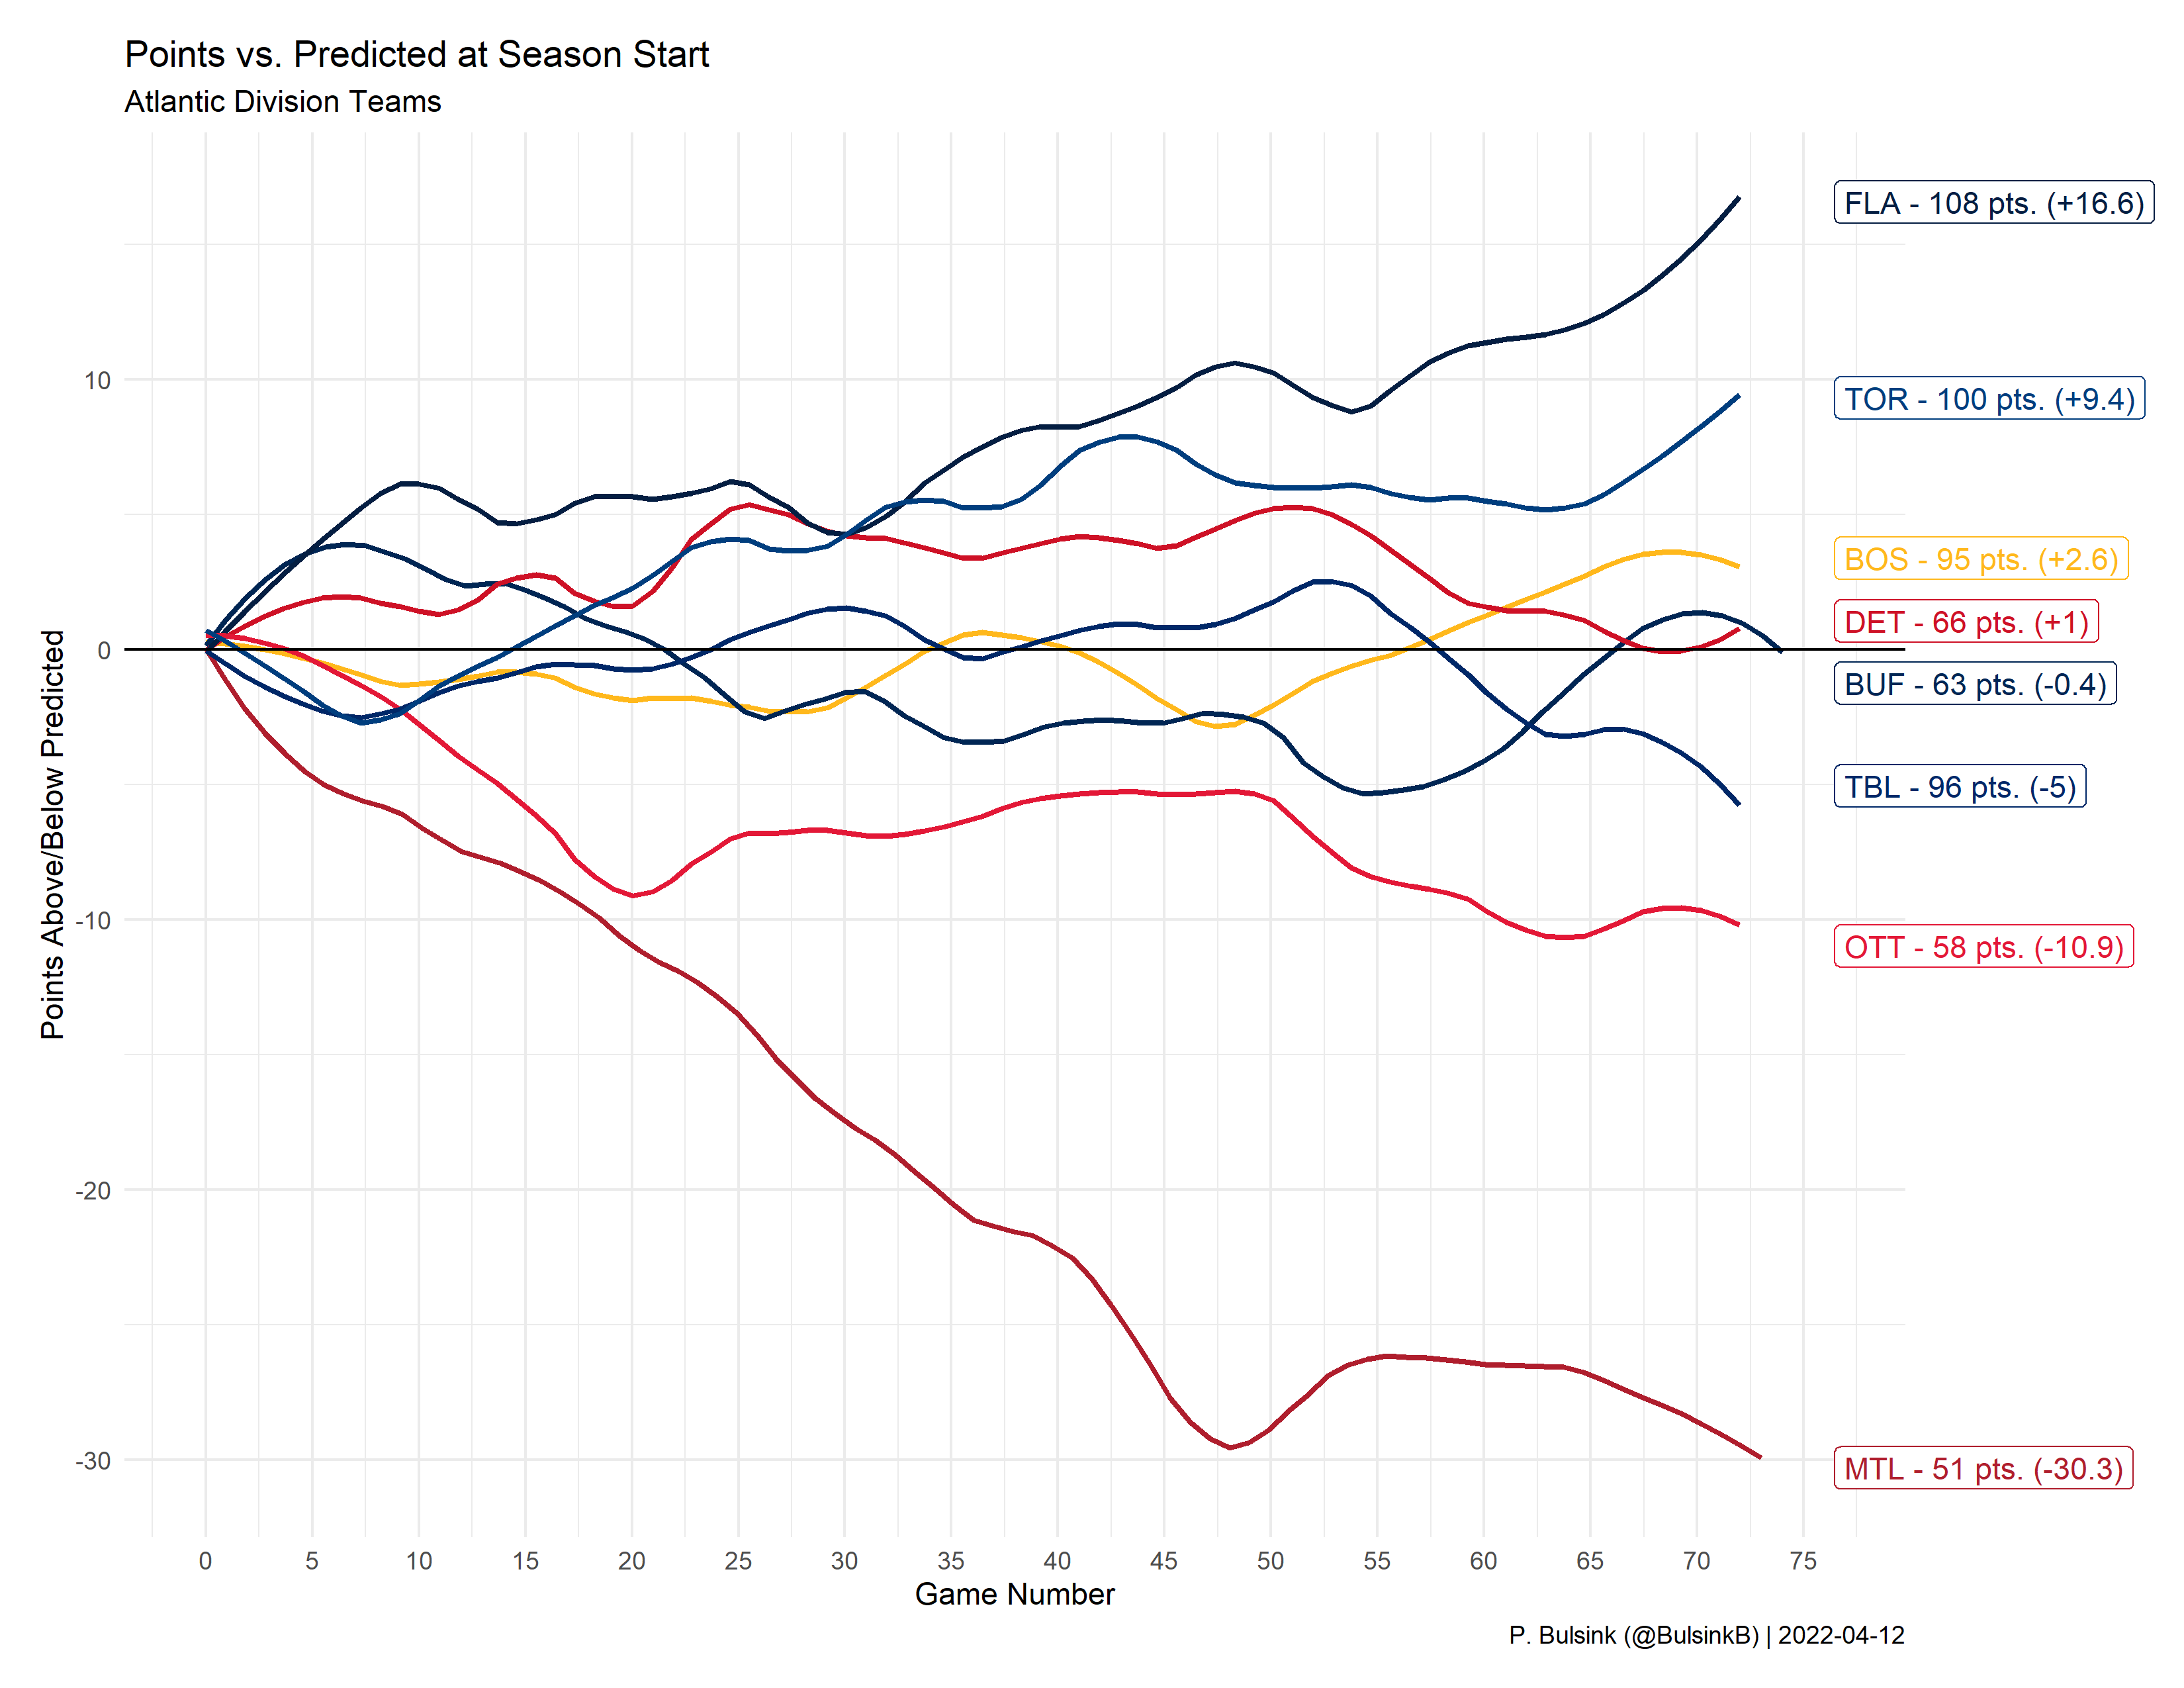 Points vs. Predicted at Season Start
Atlantic Division Teams
Points Above/Below Predicted
10
0
-10
-20
-30
FLA - 108 pts. (+16.6)
TOR - 100 pts. (+9.4)
BOS - 95 pts. (+2.6)
DET - 66 pts. (+1)
BUF - 63 pts. (-0.4)
TBL - 96 pts. (-5)
OTT - 58 pts. (-10.9)
MTL - 51 pts. (-30.3)
0 5 10 15 20 25 30 35 40 45 50 55 60 65 70 75
Game Number
P. Bulsink (@BulsinkB) | 2022-04-12